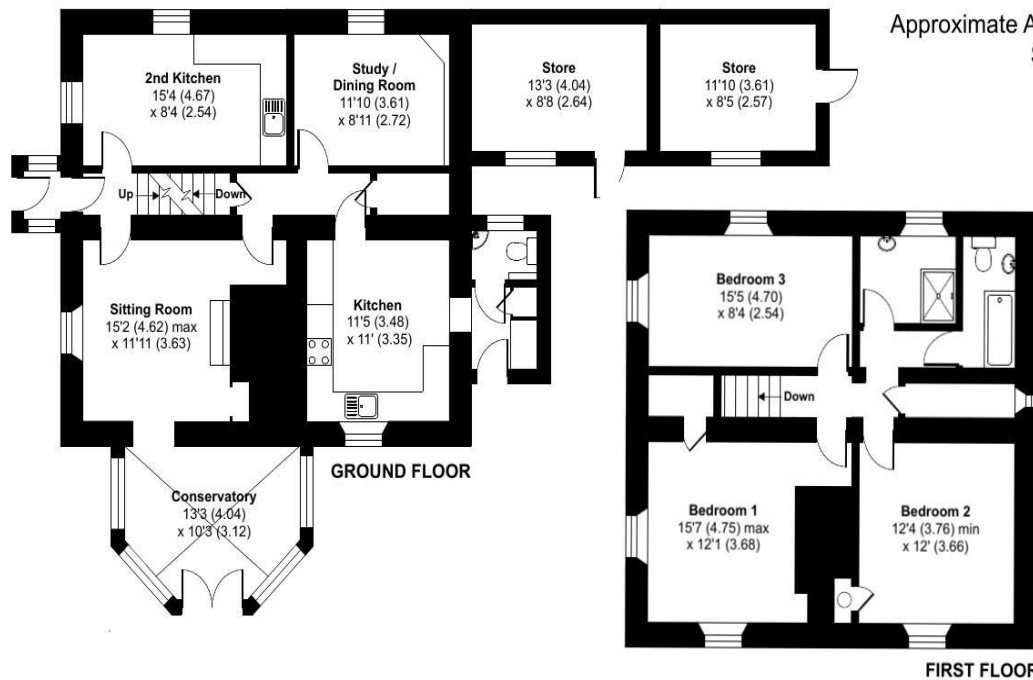 Approximate A
S
2nd Kitchen
15'4 (4.67)
x 8'4 (2.54)
Study /
Dining Room
11'10 (3.61)
x 8'11 (2.72)
Store
13'3 (4.04)
x 8'8 (2.64)
Store
11'10 (3.61)
x 8'5 (2.57)
Up
Down
Sitting Room
15'2 (4.62) max
x 11'11 (3.63)
Kitchen
11'5 (3.48)
x 11' (3.35)
GROUND FLOOR
Conservatory
13'3 (4.04)
x 10'3 (3.12)
Bedroom 3
15'5 (4.70)
x 8'4 (2.54)
Down
Bedroom 1
15'7 (4.75) max
x 12'1 (3.68)
Bedroom 2
12'4 (3.76) min
x 12' (3.66)
FIRST FLOOR